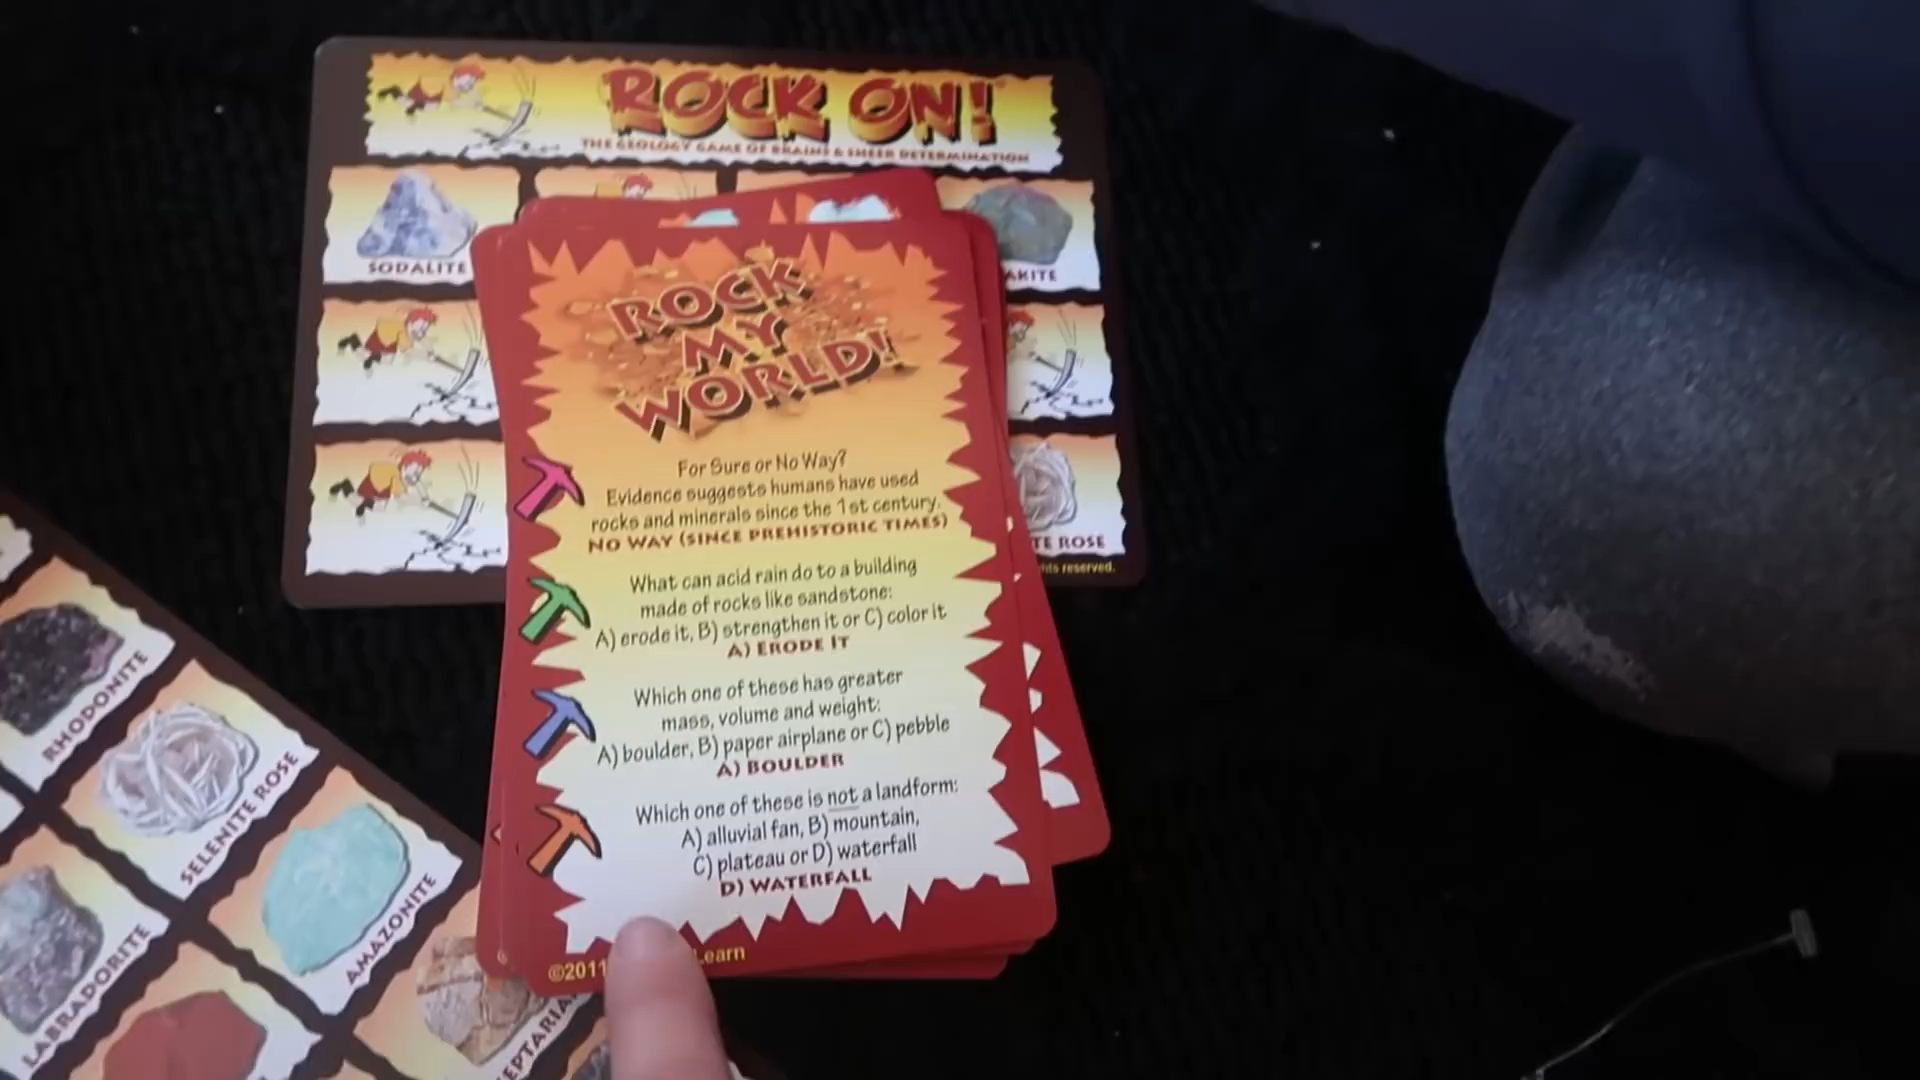 ROCK ON!
THE GEOLOGY GAME OF BRAINS & SHEER DETERMINATION
SODALITE
TE ROSE
hts reserved.
ROCK
MY
WORLD!
For Sure or No Way?
Evidence suggests humans have used
rocks and minerals since the 1st century.
NO WAY (SINCE PREHISTORIC TIMES)
What can acid rain do to a building
made of rocks like sandstone:
A) erode it, B) strengthen it or C) color it
A) ERODE IT
Which one of these has greater
mass, volume and weight:
A) boulder, B) paper airplane or C) pebble
A) BOULDER
Which one of these is not a landform:
A) alluvial fan, B) mountain,
C) plateau or D) waterfall
D) WATERFALL
©2011 Learn
RHODONITE
SELENITE ROSE
AMAZONITE
LABRADORITE